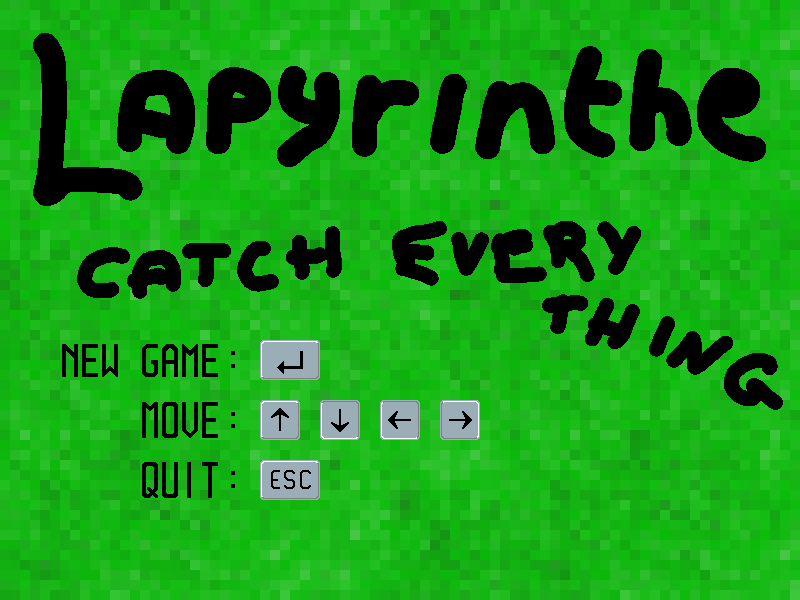 Lapyrinthe
CATCH EVERY
THING
NEW GAME: ↵
MOVE: ↑ ↓ ← →
QUIT: ESC